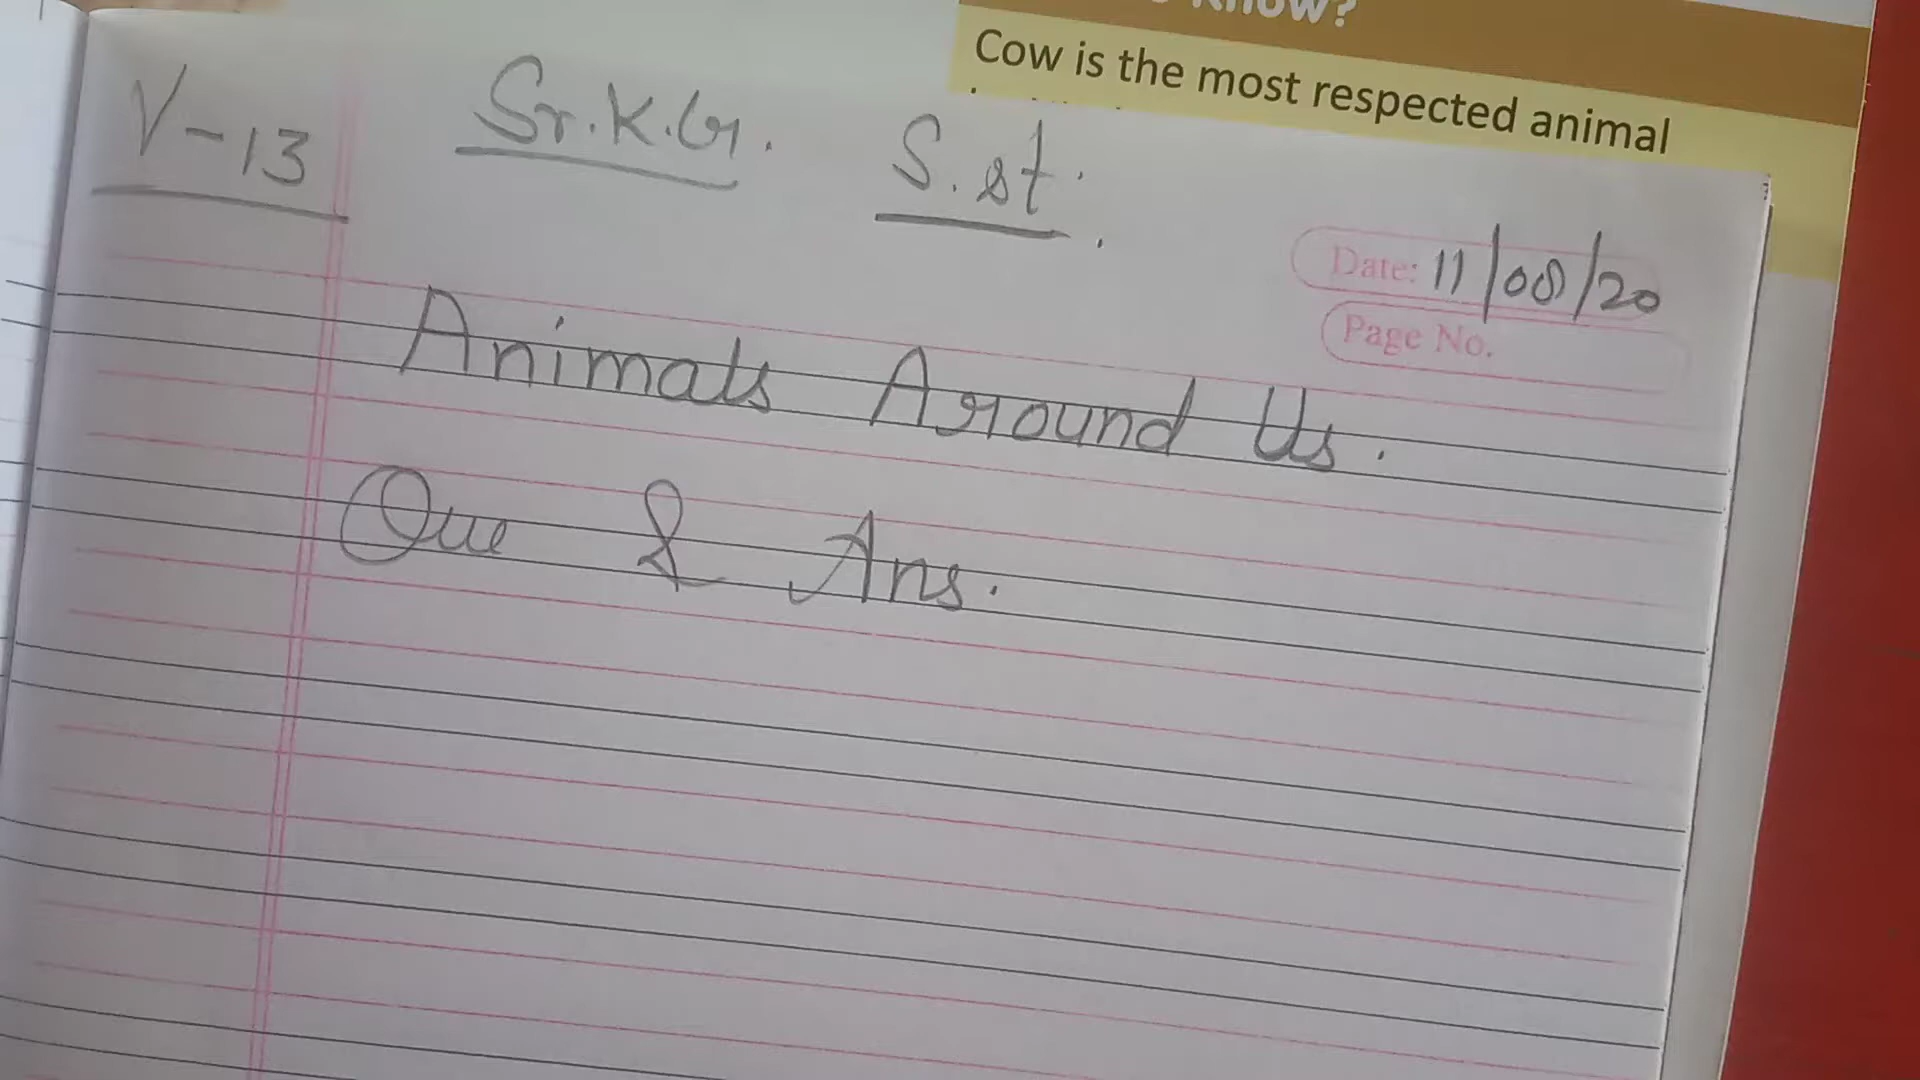 Know?
Cow is the most respected animal
V-13 Sr.K.G. S.st.
Date: 11/08/20
Page No.
Animals Around Us.
Que & Ans.